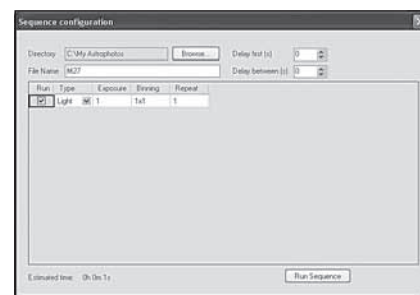 Sequence configuration
Directory C:\My Astrophotos Browse... Delay first (s) 0
File Name M27 Delay between (s) 0
Run Type Exposure Binning Repeat
Light 1 1x1 1
Estimated time: 0h 0m 1s Run Sequence